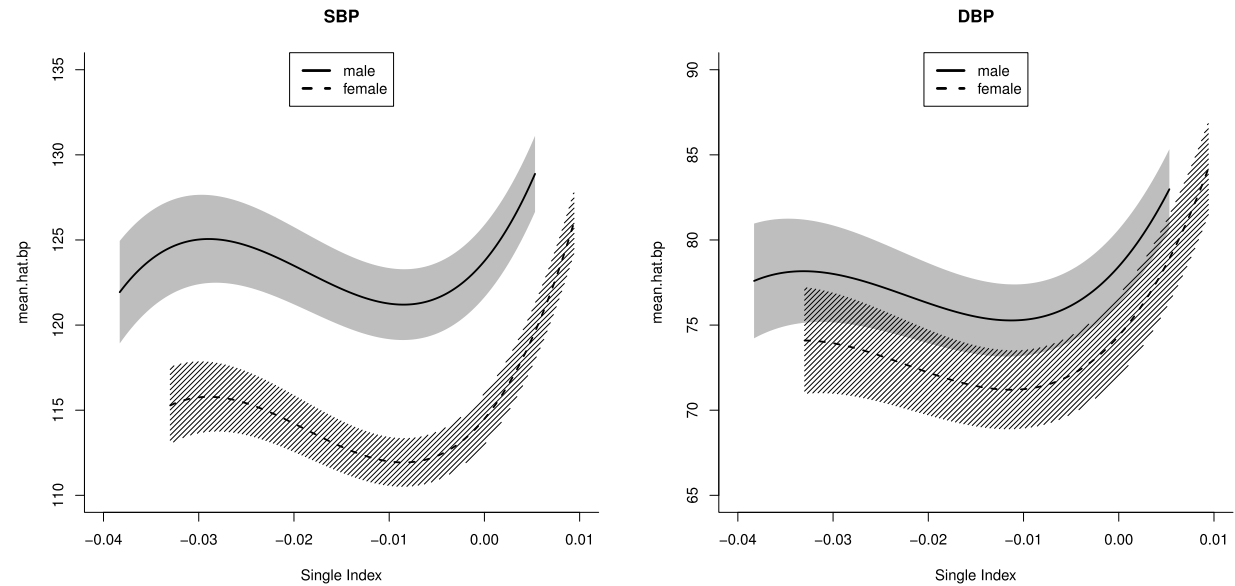 SBP
male
female
135
130
125
120
115
110
mean.hat.bp
−0.04 −0.03 −0.02 −0.01 0.00 0.01
Single Index
DBP
male
female
90
85
80
75
70
65
mean.hat.bp
−0.04 −0.03 −0.02 −0.01 0.00 0.01
Single Index